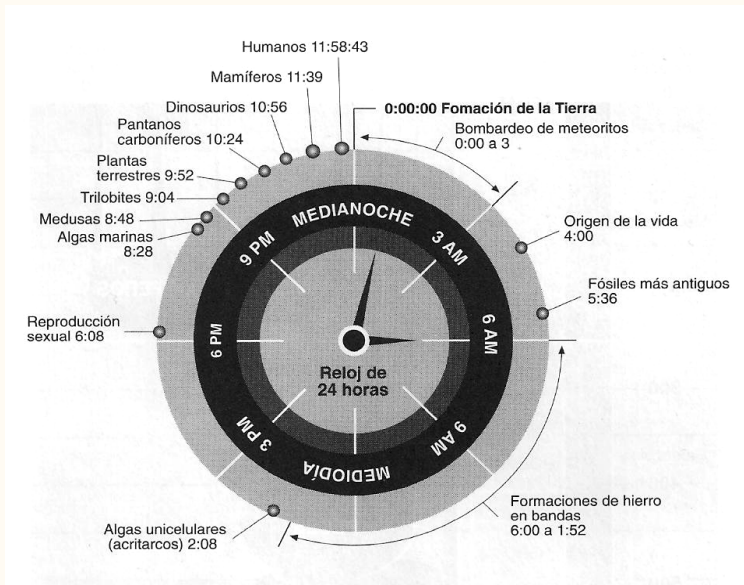 Humanos 11:58:43
Mamíferos 11:39
Dinosaurios 10:56
Pantanos
carboníferos 10:24
Plantas
terrestres 9:52
Trilobites 9:04
Medusas 8:48
Algas marinas
8:28
Reproducción
sexual 6:08
Algas unicelulares
(acritarcos) 2:08
0:00:00 Fomación de la Tierra
Bombardeo de meteoritos
0:00 a 3
Origen de la vida
4:00
Fósiles más antiguos
5:36
Formaciones de hierro
en bandas
6:00 a 1:52
MEDIANOCHE
3 AM
6 AM
9 AM
MEDIODÍA
3 PM
6 PM
9 PM
Reloj de
24 horas